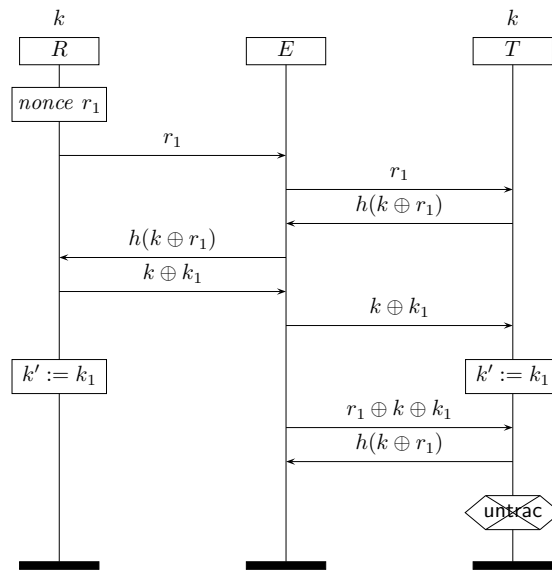 k k
R E T
nonce r₁
r₁
r₁
h(k ⊕ r₁)
h(k ⊕ r₁)
k ⊕ k₁
k ⊕ k₁
k′ := k₁ k′ := k₁
r₁ ⊕ k ⊕ k₁
h(k ⊕ r₁)
untrac